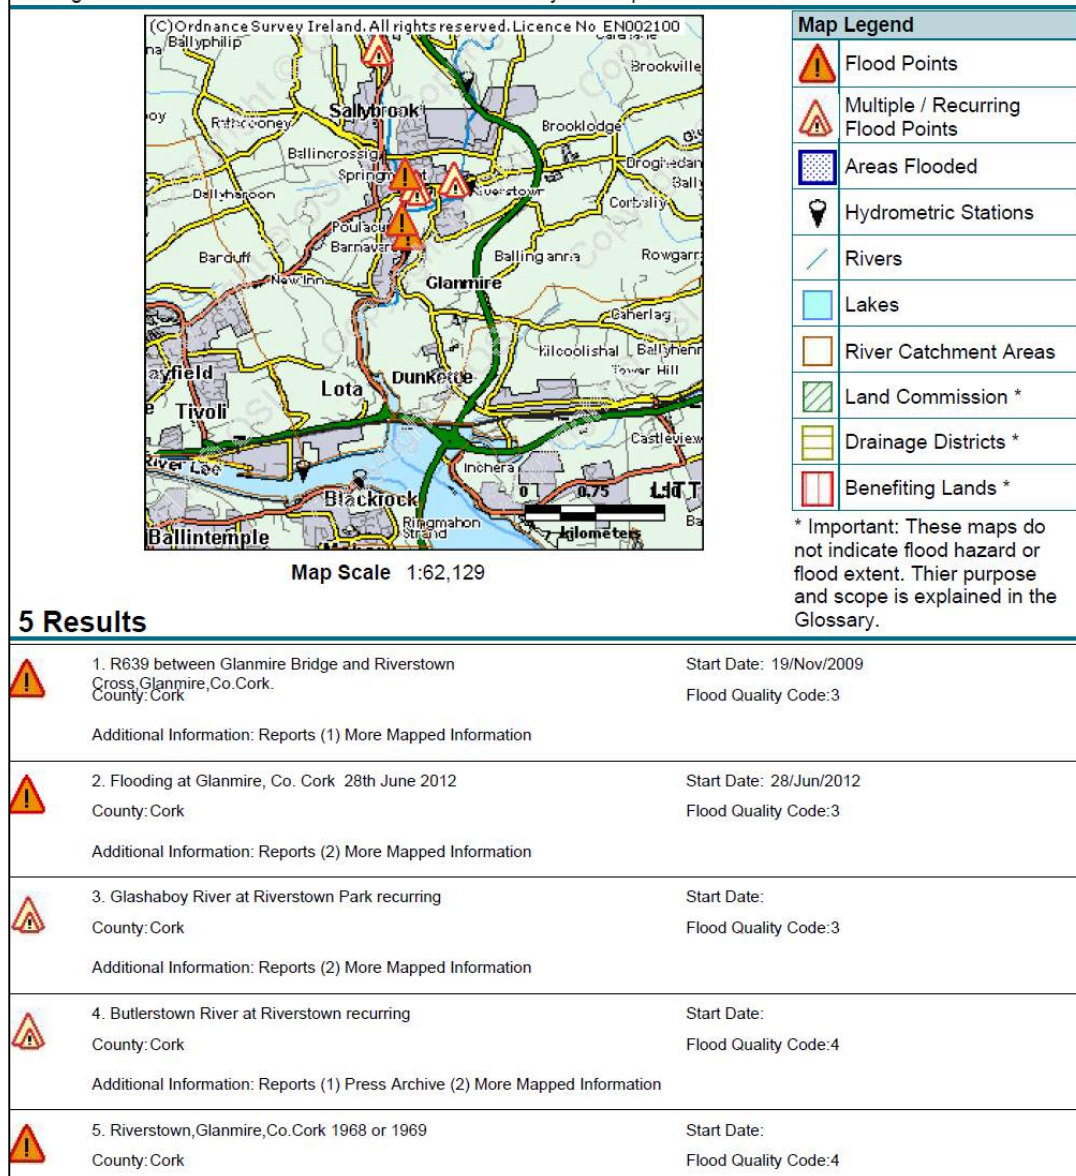 (C)Ordnance Survey Ireland. All rights reserved. Licence No EN002100
Ballyphilip
Brookville
Sallybrook
Brooklodge
Ballincrossig
Glanmire
New Inn
Banduff
Rowgarr
Caherlag
Kilcoolishal
Ballyhenr
Tower Hill
ayfield
Lota
Dunkettle
Tivoli
River Lee
Castleview
Inchera
Blackrock
Ringmahon
Strand
Ballintemple
0 0.75
kilometers
Map Scale 1:62,129
Map Legend
Flood Points
Multiple / Recurring
Flood Points
Areas Flooded
Hydrometric Stations
Rivers
Lakes
River Catchment Areas
Land Commission *
Drainage Districts *
Benefiting Lands *
* Important: These maps do
not indicate flood hazard or
flood extent. Thier purpose
and scope is explained in the
Glossary.
5 Results
1. R639 between Glanmire Bridge and Riverstown
Cross,Glanmire,Co.Cork.
Start Date: 19/Nov/2009
County:Cork
Flood Quality Code:3
Additional Information: Reports (1) More Mapped Information
2. Flooding at Glanmire, Co. Cork 28th June 2012
Start Date: 28/Jun/2012
County:Cork
Flood Quality Code:3
Additional Information: Reports (2) More Mapped Information
3. Glashaboy River at Riverstown Park recurring
Start Date:
County:Cork
Flood Quality Code:3
Additional Information: Reports (2) More Mapped Information
4. Butlerstown River at Riverstown recurring
Start Date:
County:Cork
Flood Quality Code:4
Additional Information: Reports (1) Press Archive (2) More Mapped Information
5. Riverstown,Glanmire,Co.Cork 1968 or 1969
Start Date:
County:Cork
Flood Quality Code:4